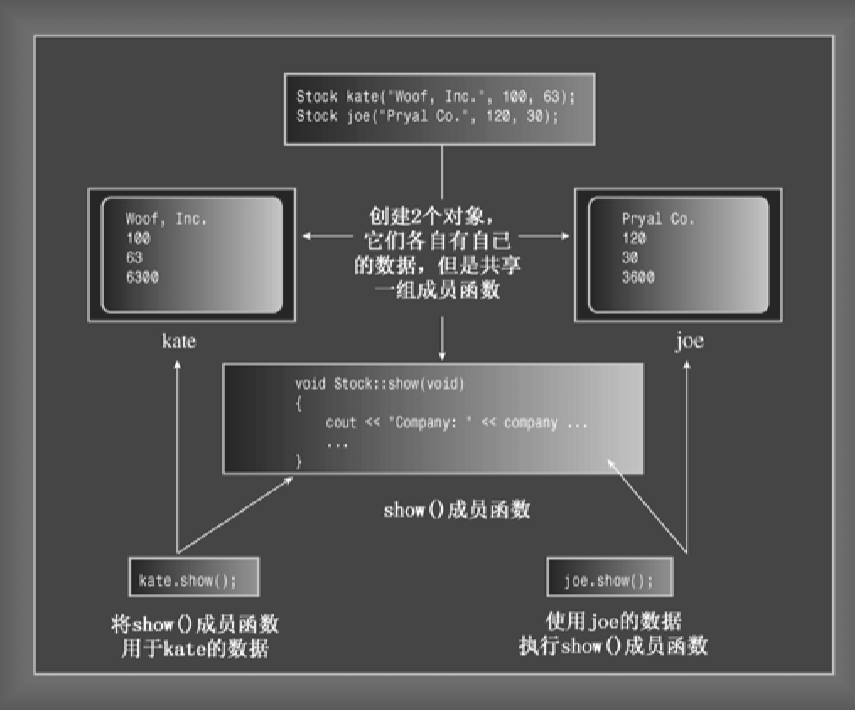 Stock kate("Woof, Inc.", 100, 63);
Stock joe("Pryal Co.", 120, 30);
Woof, Inc.
100
63
6300
kate
创建2个对象，
它们各自有自己
的数据，但是共享
一组成员函数
Pryal Co.
120
30
3600
joe
void Stock::show(void)
{
cout << "Company: " << company ...
...
}
show()成员函数
kate.show();
将show()成员函数
用于kate的数据
joe.show();
使用joe的数据
执行show()成员函数